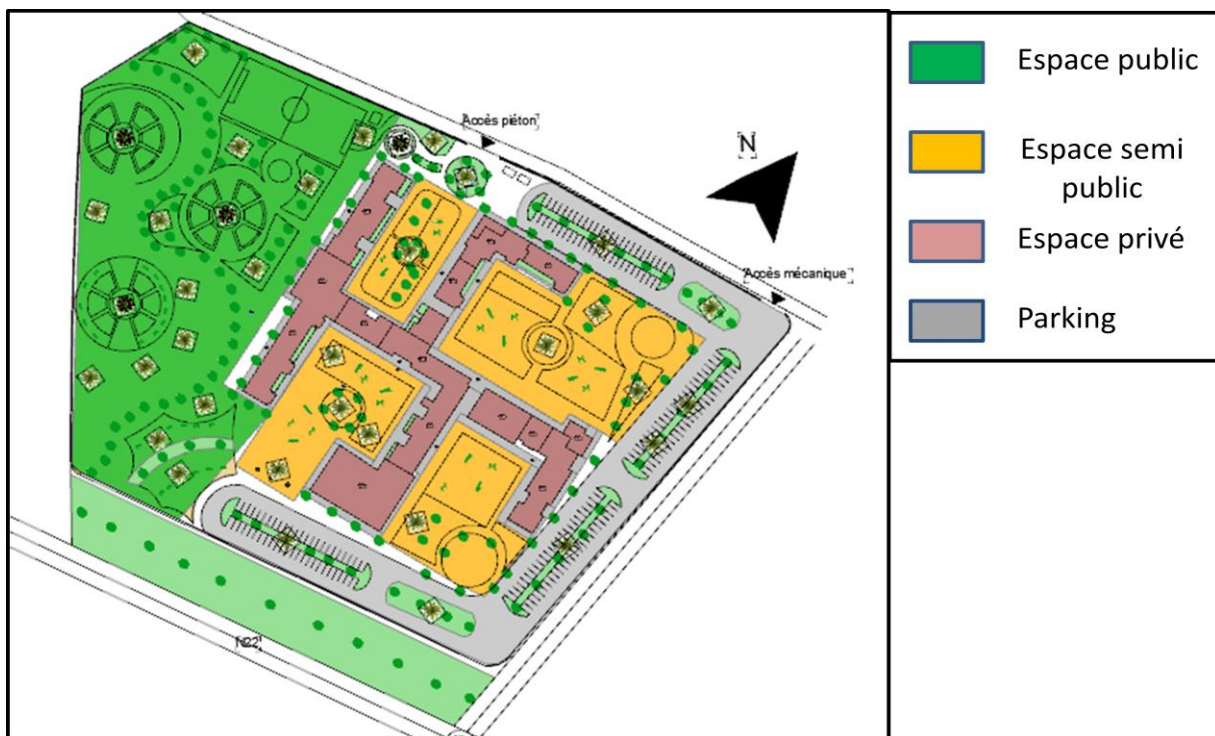 Accès piéton
N
Accès mécanique
N22
Espace public
Espace semi
public
Espace privé
Parking